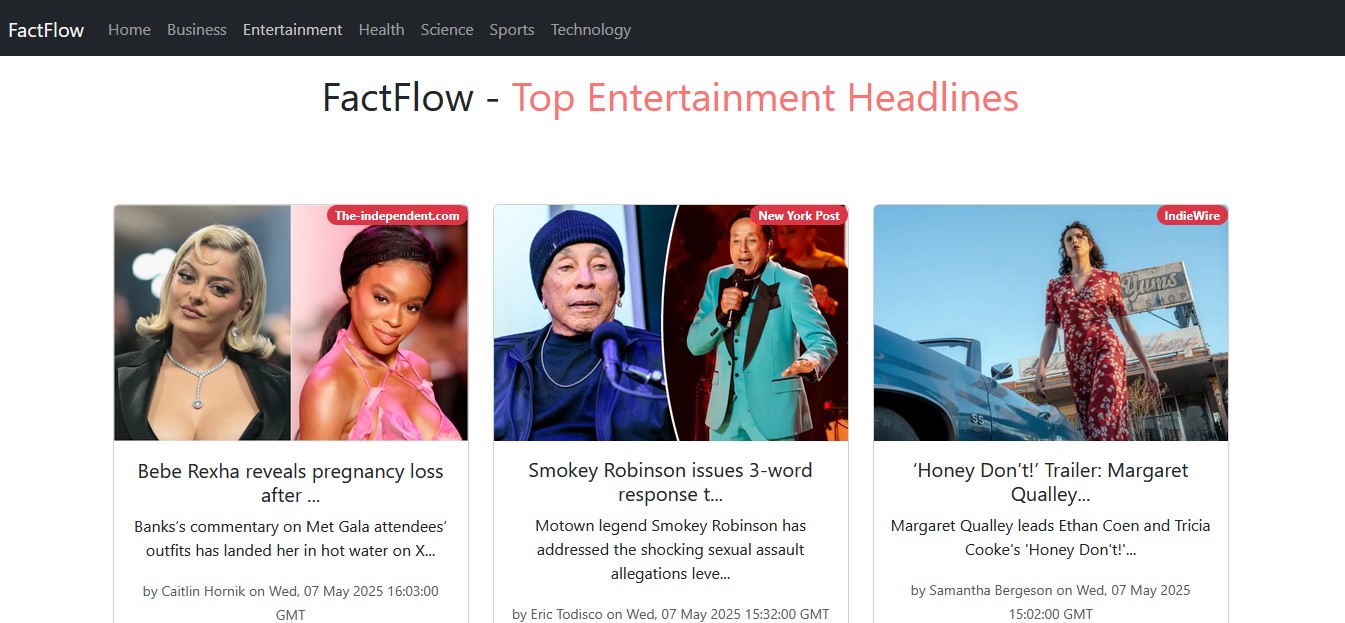 FactFlow Home Business Entertainment Health Science Sports Technology
FactFlow - Top Entertainment Headlines
The-independent.com
Bebe Rexha reveals pregnancy loss
after ...
Banks’s commentary on Met Gala attendees’
outfits has landed her in hot water on X...
by Caitlin Hornik on Wed, 07 May 2025 16:03:00
GMT
New York Post
Smokey Robinson issues 3-word
response t...
Motown legend Smokey Robinson has
addressed the shocking sexual assault
allegations leve...
by Eric Todisco on Wed, 07 May 2025 15:32:00 GMT
IndieWire
Yums
SS
‘Honey Don’t!’ Trailer: Margaret
Qualley...
Margaret Qualley leads Ethan Coen and Tricia
Cooke's 'Honey Don't!'...
by Samantha Bergeson on Wed, 07 May 2025
15:02:00 GMT